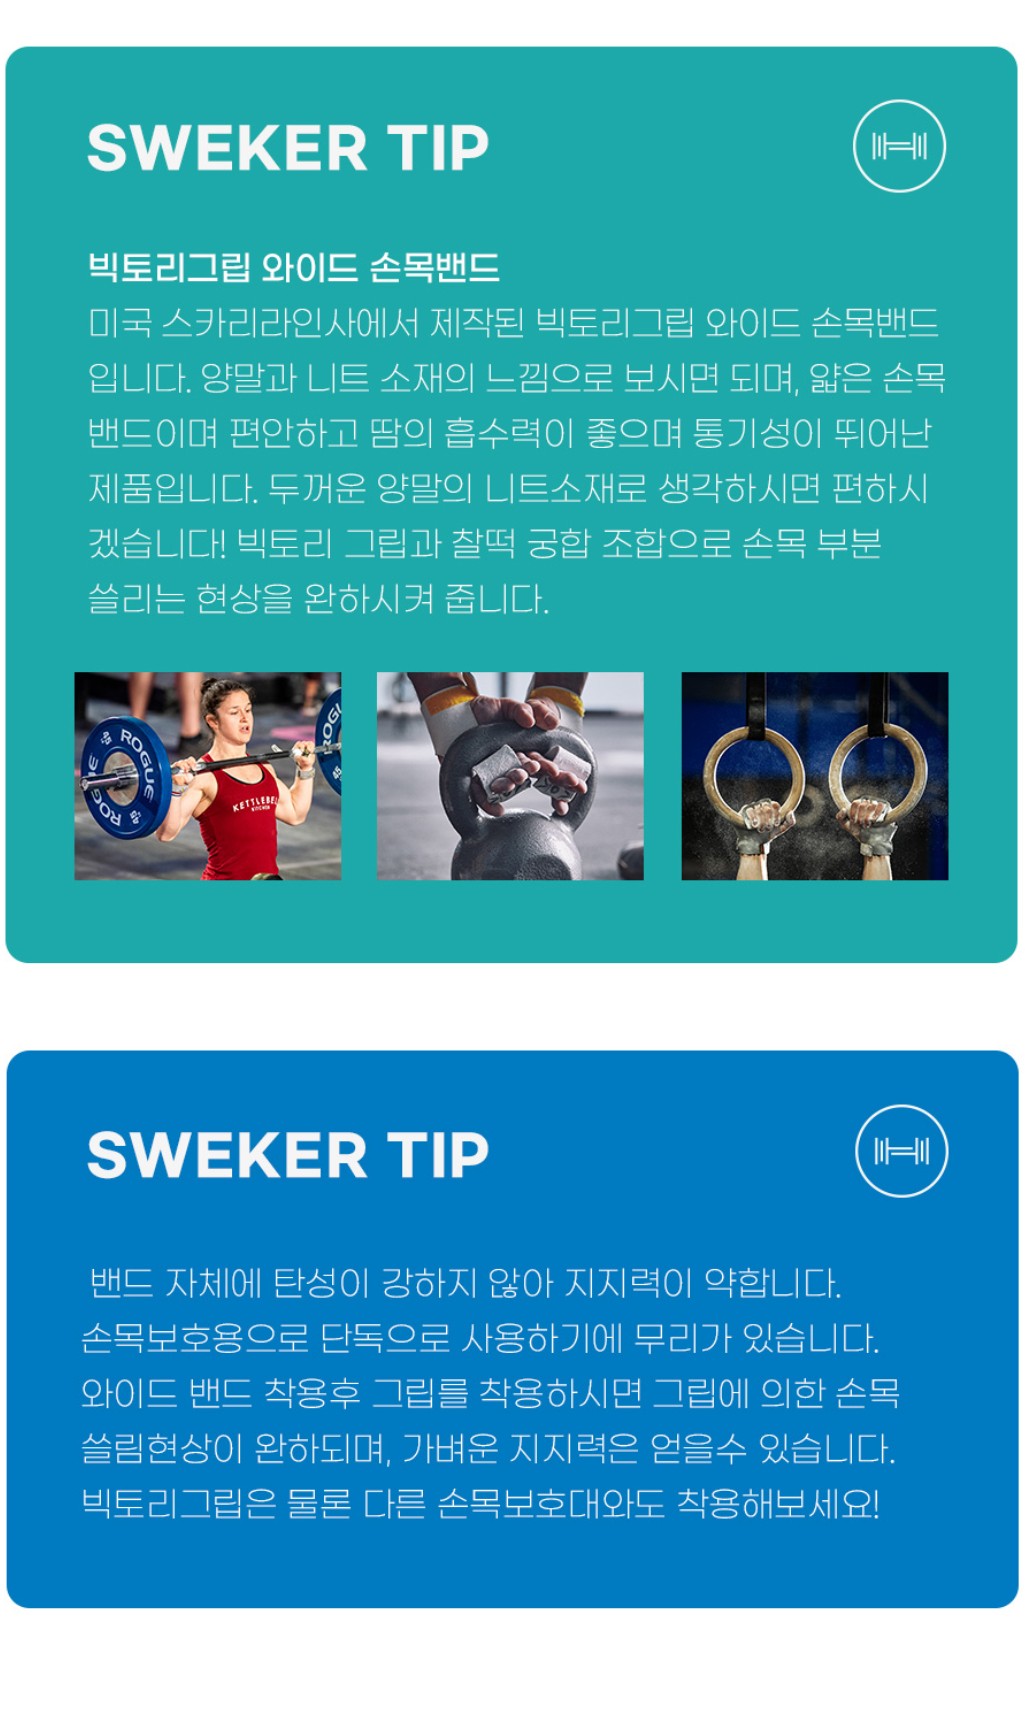 SWEKER TIP
빅토리그립 와이드 손목밴드
미국 스카리라인사에서 제작된 빅토리그립 와이드 손목밴드
입니다. 양말과 니트 소재의 느낌으로 보시면 되며, 얇은 손목
밴드이며 편안하고 땀의 흡수력이 좋으며 통기성이 뛰어난
제품입니다. 두꺼운 양말의 니트소재로 생각하시면 편하시
겠습니다! 빅토리 그립과 찰떡 궁합 조합으로 손목 부분
쓸리는 현상을 완하시켜 줍니다.
ROGUE
ROGUE
45
45
KETTLEBELL
KITCHEN
SWEKER TIP
밴드 자체에 탄성이 강하지 않아 지지력이 약합니다.
손목보호용으로 단독으로 사용하기에 무리가 있습니다.
와이드 밴드 착용후 그립를 착용하시면 그립에 의한 손목
쓸림현상이 완하되며, 가벼운 지지력은 얻을수 있습니다.
빅토리그립은 물론 다른 손목보호대와도 착용해보세요!